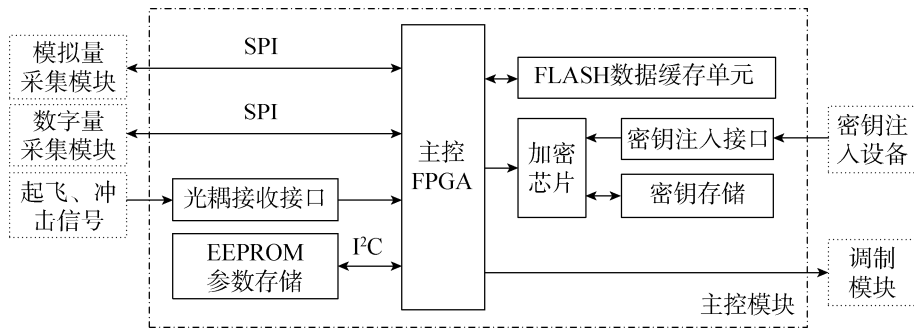 模拟量
采集模块
SPI
数字量
采集模块
SPI
起飞、冲
击信号
光耦接收接口
EEPROM
参数存储
I²C
主控
FPGA
FLASH数据缓存单元
加密
芯片
密钥注入接口
密钥存储
密钥注
入设备
调制
模块
主控模块